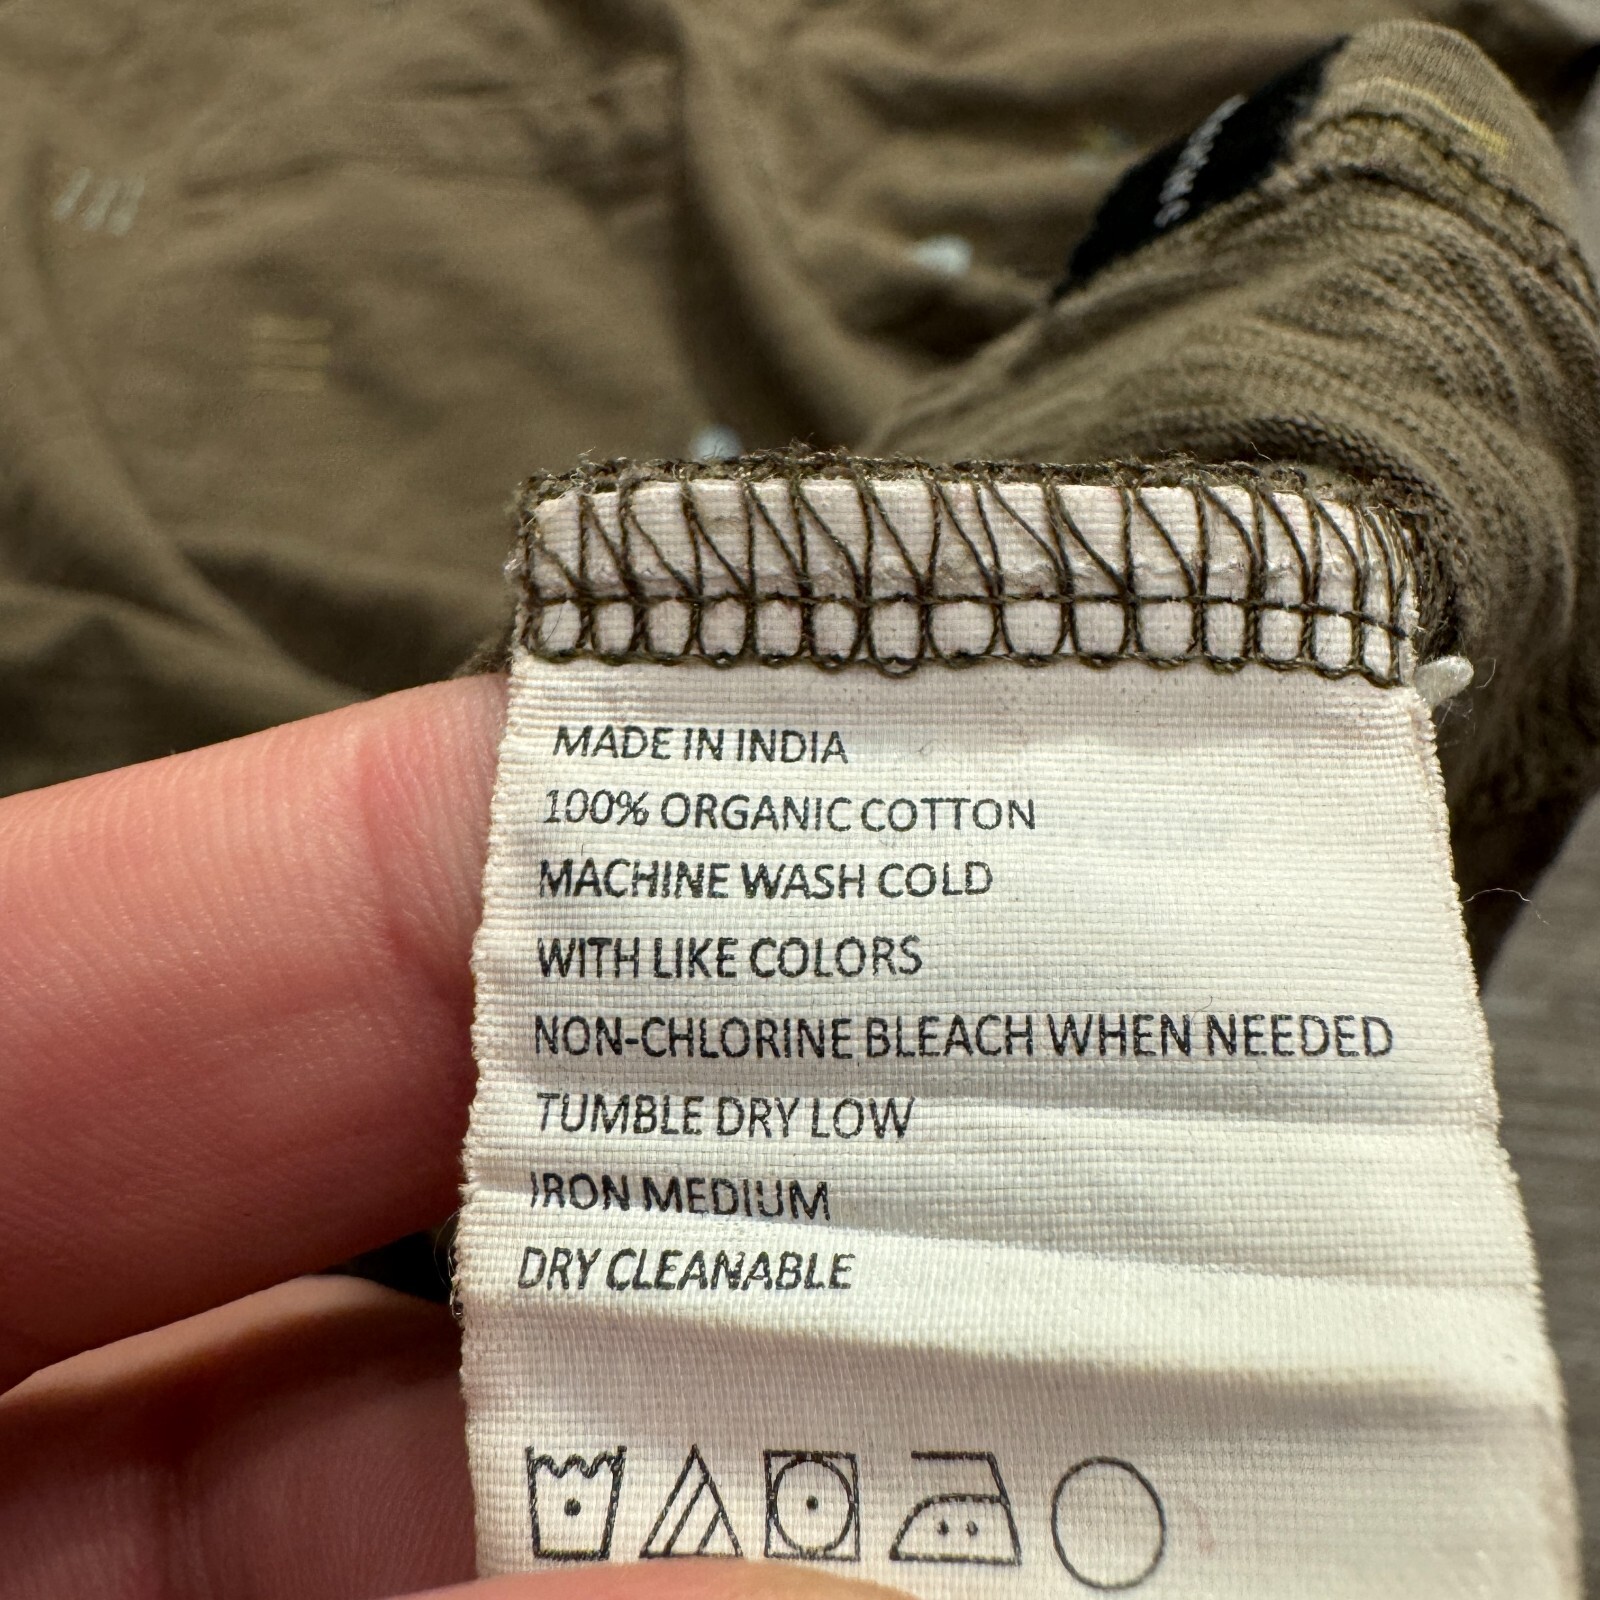 MADE IN INDIA
100% ORGANIC COTTON
MACHINE WASH COLD
WITH LIKE COLORS
NON-CHLORINE BLEACH WHEN NEEDED
TUMBLE DRY LOW
IRON MEDIUM
DRY CLEANABLE